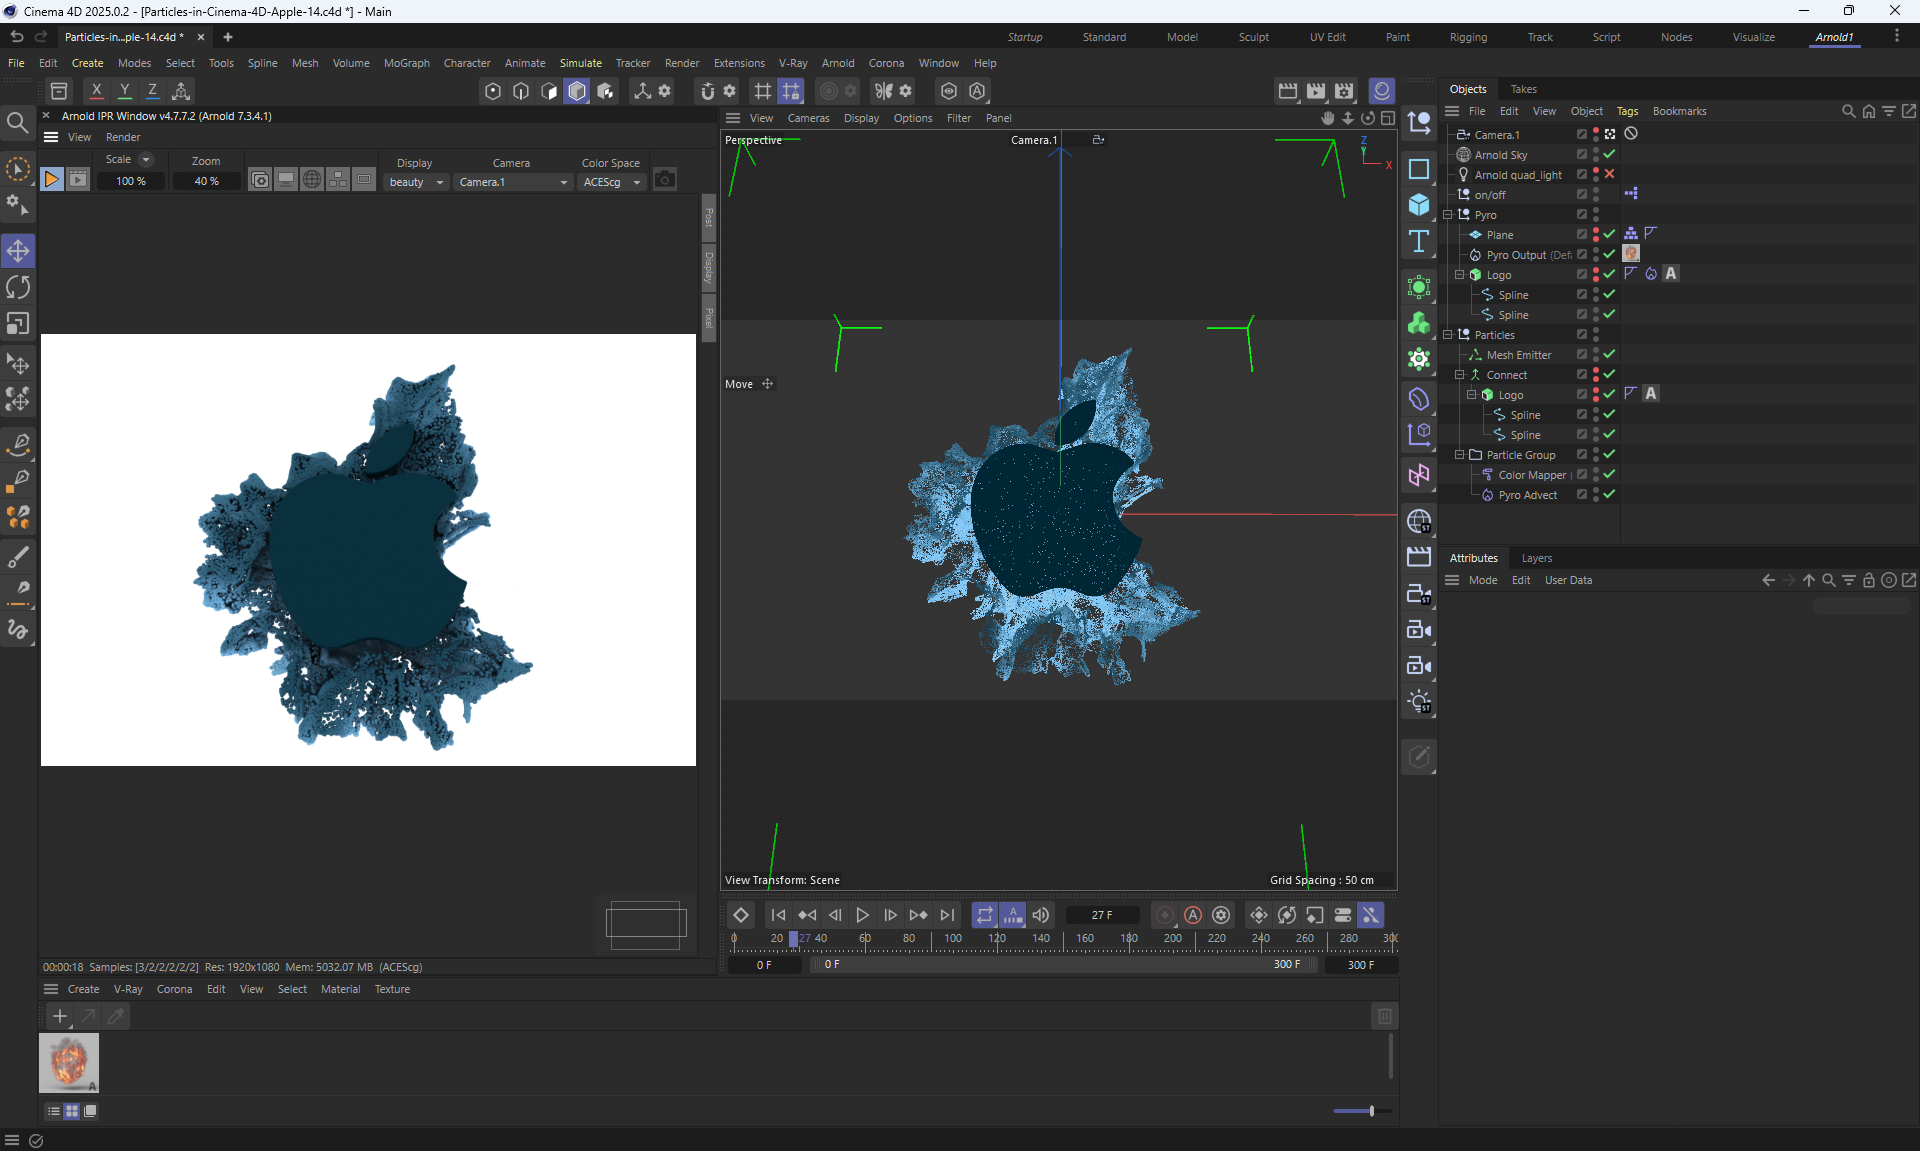 Cinema 4D 2025.0.2 - [Particles-in-Cinema-4D-Apple-14.c4d *] - Main
Particles-in...ple-14.c4d *
Startup Standard Model Sculpt UV Edit Paint Rigging Track Script Nodes Visualize Arnold1
File Edit Create Modes Select Tools Spline Mesh Volume MoGraph Character Animate Simulate Tracker Render Extensions V-Ray Arnold Corona Window Help
X Y Z
Arnold IPR Window v4.7.7.2 (Arnold 7.3.4.1)
View Render
Scale Zoom Display Camera Color Space
100 % 40 % beauty Camera.1 ACEScg
Post
Display
Pixel
00:00:18 Samples: [3/2/2/2/2/2] Res: 1920x1080 Mem: 5032.07 MB (ACEScg)
View Cameras Display Options Filter Panel
Perspective
Camera.1
Z
Y
X
Move
View Transform: Scene
Grid Spacing : 50 cm
27 F
0 20 27 40 60 80 100 120 140 160 180 200 220 240 260 280 30
0 F 0 F 300 F 300 F
Create V-Ray Corona Edit View Select Material Texture
A
Objects Takes
File Edit View Object Tags Bookmarks
Camera.1
Arnold Sky
Arnold quad_light
on/off
Pyro
Plane
Pyro Output (Def
Logo
A
Spline
Spline
Particles
Mesh Emitter
Connect
Logo
A
Spline
Spline
Particle Group
Color Mapper
Pyro Advect
Attributes Layers
Mode Edit User Data
ST
ST
ST